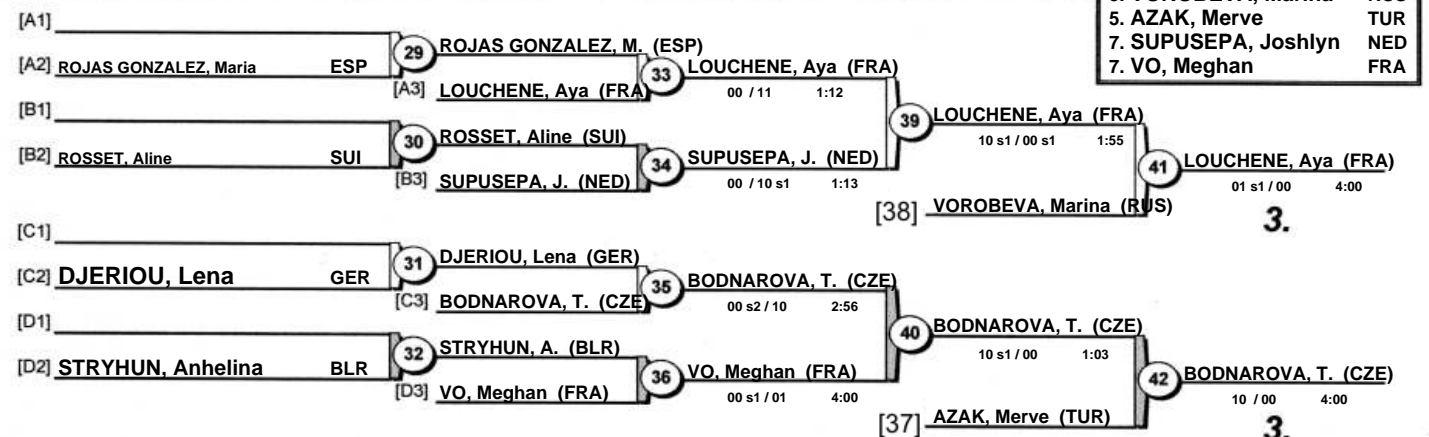 5. VOROBEVA, Marina RUS
5. AZAK, Merve TUR
7. SUPUSEPA, Joshlyn NED
7. VO, Meghan FRA
[A1]
[A2] ROJAS GONZALEZ, Maria ESP
29
ROJAS GONZALEZ, M. (ESP)
[A3] LOUCHENE, Aya (FRA)
33
LOUCHENE, Aya (FRA)
00 / 11 1:12
[B1]
[B2] ROSSET, Aline SUI
30
ROSSET, Aline (SUI)
[B3] SUPUSEPA, J. (NED)
34
SUPUSEPA, J. (NED)
00 / 10 s1 1:13
39
LOUCHENE, Aya (FRA)
10 s1 / 00 s1 1:55
[38] VOROBEVA, Marina (RUS)
41
LOUCHENE, Aya (FRA)
01 s1 / 00 4:00
3.
[C1]
[C2] DJERIOU, Lena GER
31
DJERIOU, Lena (GER)
[C3] BODNAROVA, T. (CZE)
35
BODNAROVA, T. (CZE)
00 s2 / 10 2:56
[D1]
[D2] STRYHUN, Anhelina BLR
32
STRYHUN, A. (BLR)
[D3] VO, Meghan (FRA)
36
VO, Meghan (FRA)
00 s1 / 01 4:00
40
BODNAROVA, T. (CZE)
10 s1 / 00 1:03
[37] AZAK, Merve (TUR)
42
BODNAROVA, T. (CZE)
10 / 00 4:00
3.